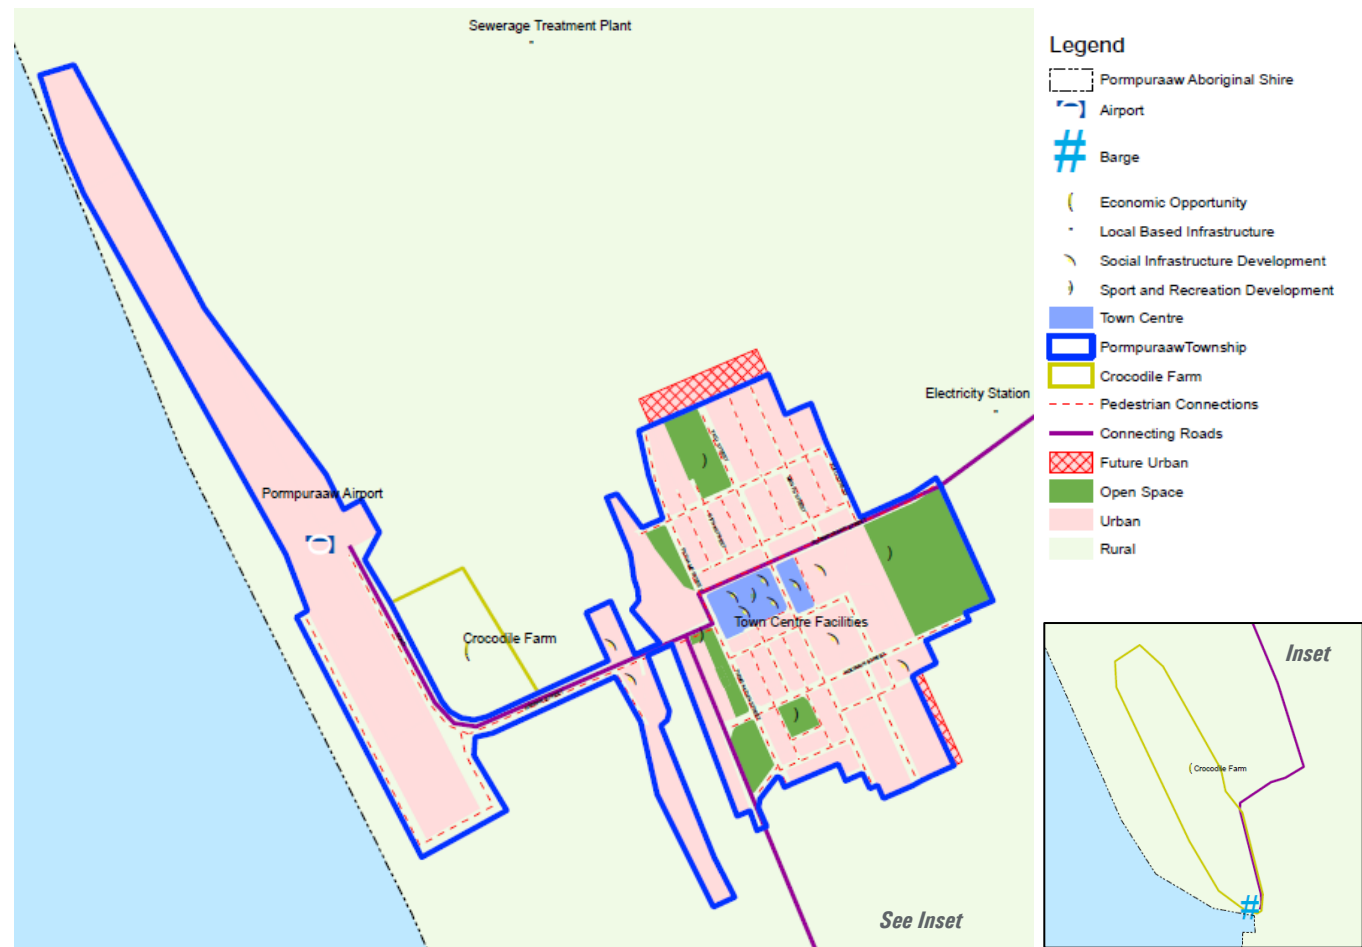 Sewerage Treatment Plant
Electricity Station
Pormpuraaw Airport
Crocodile Farm
Town Centre Facilities
See Inset
Legend
Pormpuraaw Aboriginal Shire
Airport
Barge
Economic Opportunity
Local Based Infrastructure
Social Infrastructure Development
Sport and Recreation Development
Town Centre
PormpuraawTownship
Crocodile Farm
Pedestrian Connections
Connecting Roads
Future Urban
Open Space
Urban
Rural
Inset
Crocodile Farm